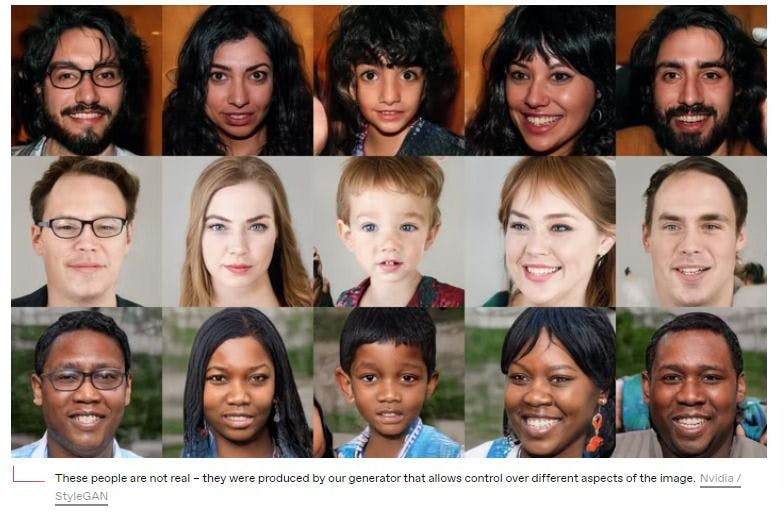 These people are not real – they were produced by our generator that allows control over different aspects of the image. Nvidia /
StyleGAN